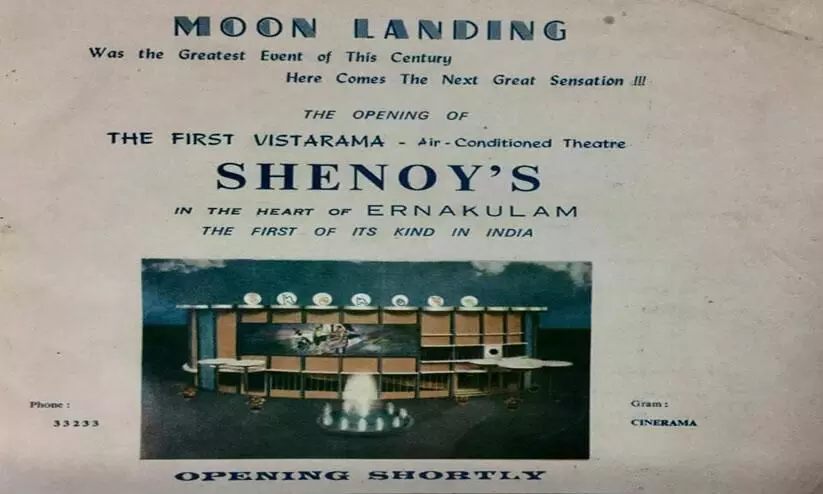 MOON LANDING
Was the Greatest Event of This Century
Here Comes The Next Great Sensation !!!
THE OPENING OF
THE FIRST VISTARAMA - Air-Conditioned Theatre
SHENOY'S
IN THE HEART OF ERNAKULAM
THE FIRST OF ITS KIND IN INDIA
SHENOYS
Phone :
33233
Gram :
CINERAMA
OPENING SHORTLY